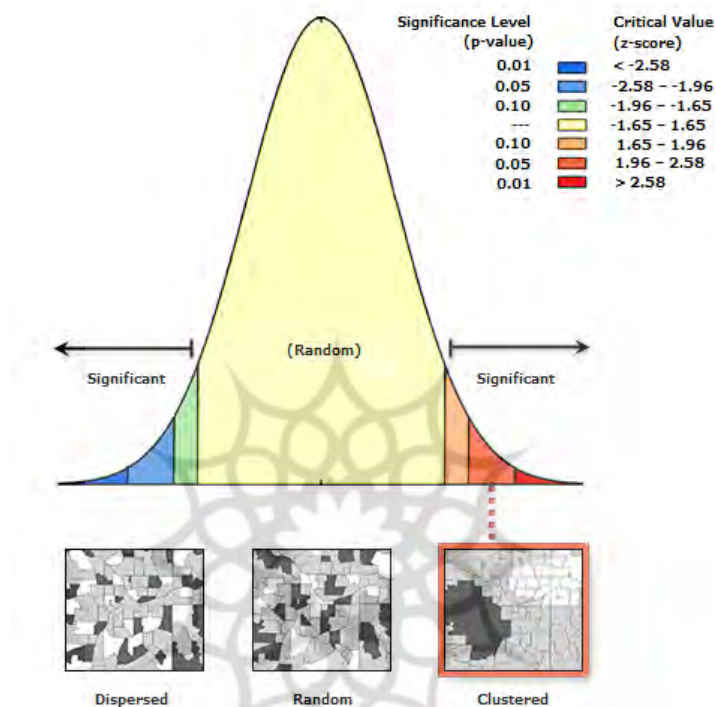 Significance Level Critical Value
(p-value) (z-score)
0.01 < -2.58
0.05 -2.58 – -1.96
0.10 -1.96 – -1.65
--- -1.65 – 1.65
0.10 1.65 – 1.96
0.05 1.96 – 2.58
0.01 > 2.58
(Random)
Significant Significant
Dispersed Random Clustered